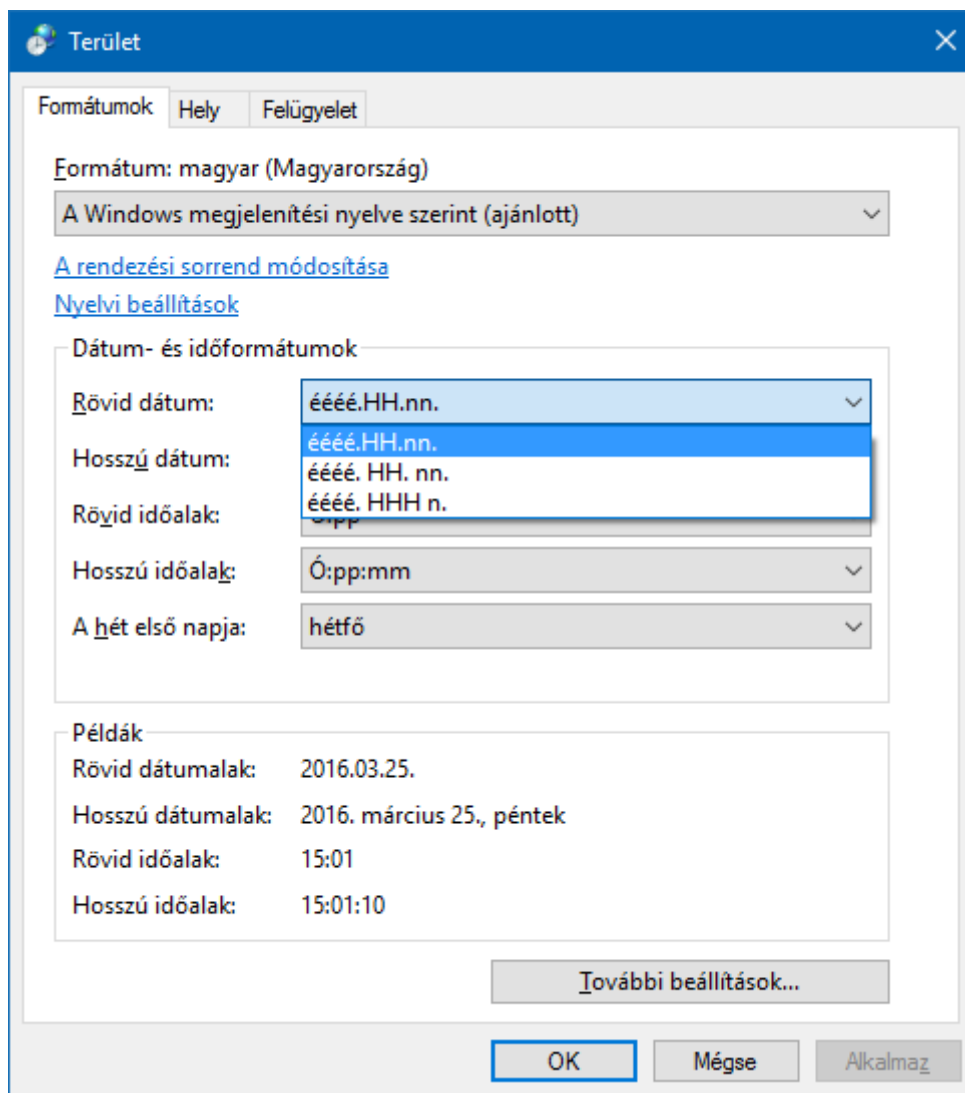 Terület
Formátumok Hely Felügyelet
Formátum: magyar (Magyarország)
A Windows megjelenítési nyelve szerint (ajánlott)
A rendezési sorrend módosítása
Nyelvi beállítások
Dátum- és időformátumok
Rövid dátum: éééé.HH.nn.
éééé.HH.nn.
Hosszú dátum:
éééé. HH. nn.
éééé. HHH n.
Rövid időalak:
Hosszú időalak: Ó:pp:mm
A hét első napja: hétfő
Példák
Rövid dátumalak: 2016.03.25.
Hosszú dátumalak: 2016. március 25., péntek
Rövid időalak: 15:01
Hosszú időalak: 15:01:10
További beállítások...
OK Mégse Alkalmaz